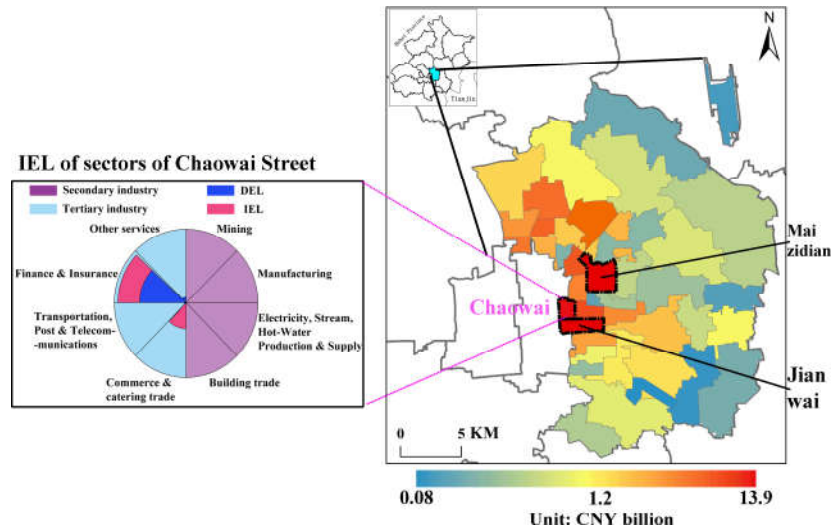 Hebei Province
Tianjin
N
IEL of sectors of Chaowai Street
Secondary industry
DEL
Tertiary industry
IEL
Other services
Mining
Finance & Insurance
Manufacturing
Transportation,
Post & Telecom-
-munications
Electricity, Stream,
Hot-Water
Production & Supply
Commerce &
catering trade
Building trade
Chaowai
Mai
zidian
Jian
wai
0 5 KM
0.08 1.2 13.9
Unit: CNY billion